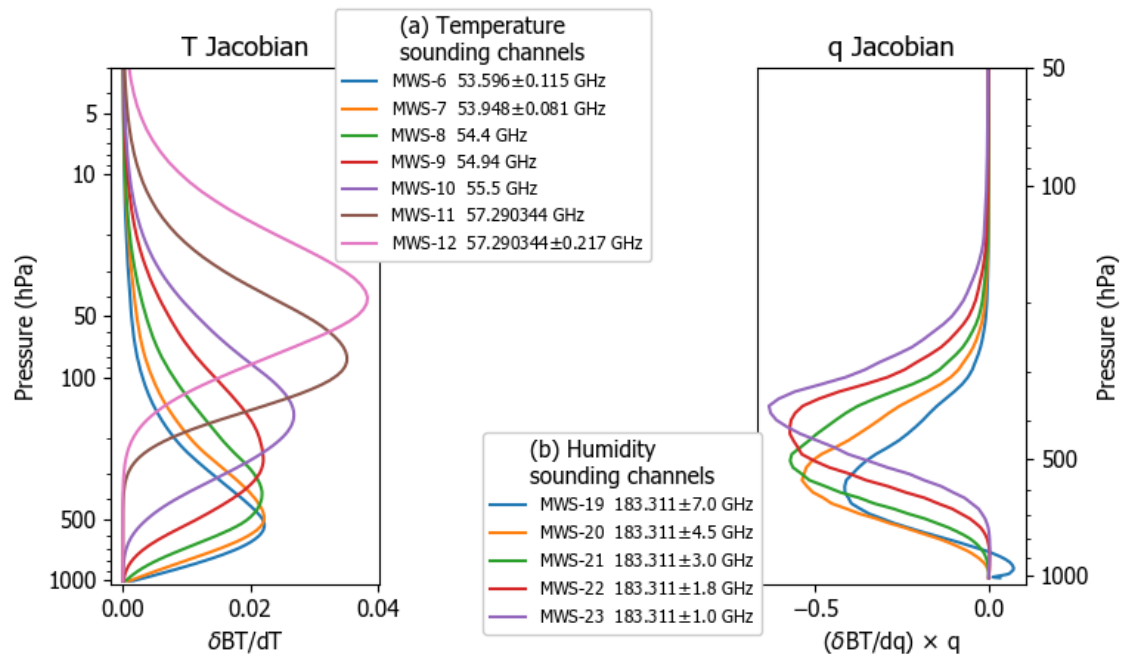 T Jacobian
(a) Temperature
sounding channels
MWS-6 53.596±0.115 GHz
MWS-7 53.948±0.081 GHz
MWS-8 54.4 GHz
MWS-9 54.94 GHz
MWS-10 55.5 GHz
MWS-11 57.290344 GHz
MWS-12 57.290344±0.217 GHz
Pressure (hPa)
5
10
50
100
500
1000
0.00
0.02
0.04
δBT/dT
q Jacobian
(b) Humidity
sounding channels
MWS-19 183.311±7.0 GHz
MWS-20 183.311±4.5 GHz
MWS-21 183.311±3.0 GHz
MWS-22 183.311±1.8 GHz
MWS-23 183.311±1.0 GHz
50
100
500
1000
Pressure (hPa)
−0.5
0.0
(δBT/dq) × q